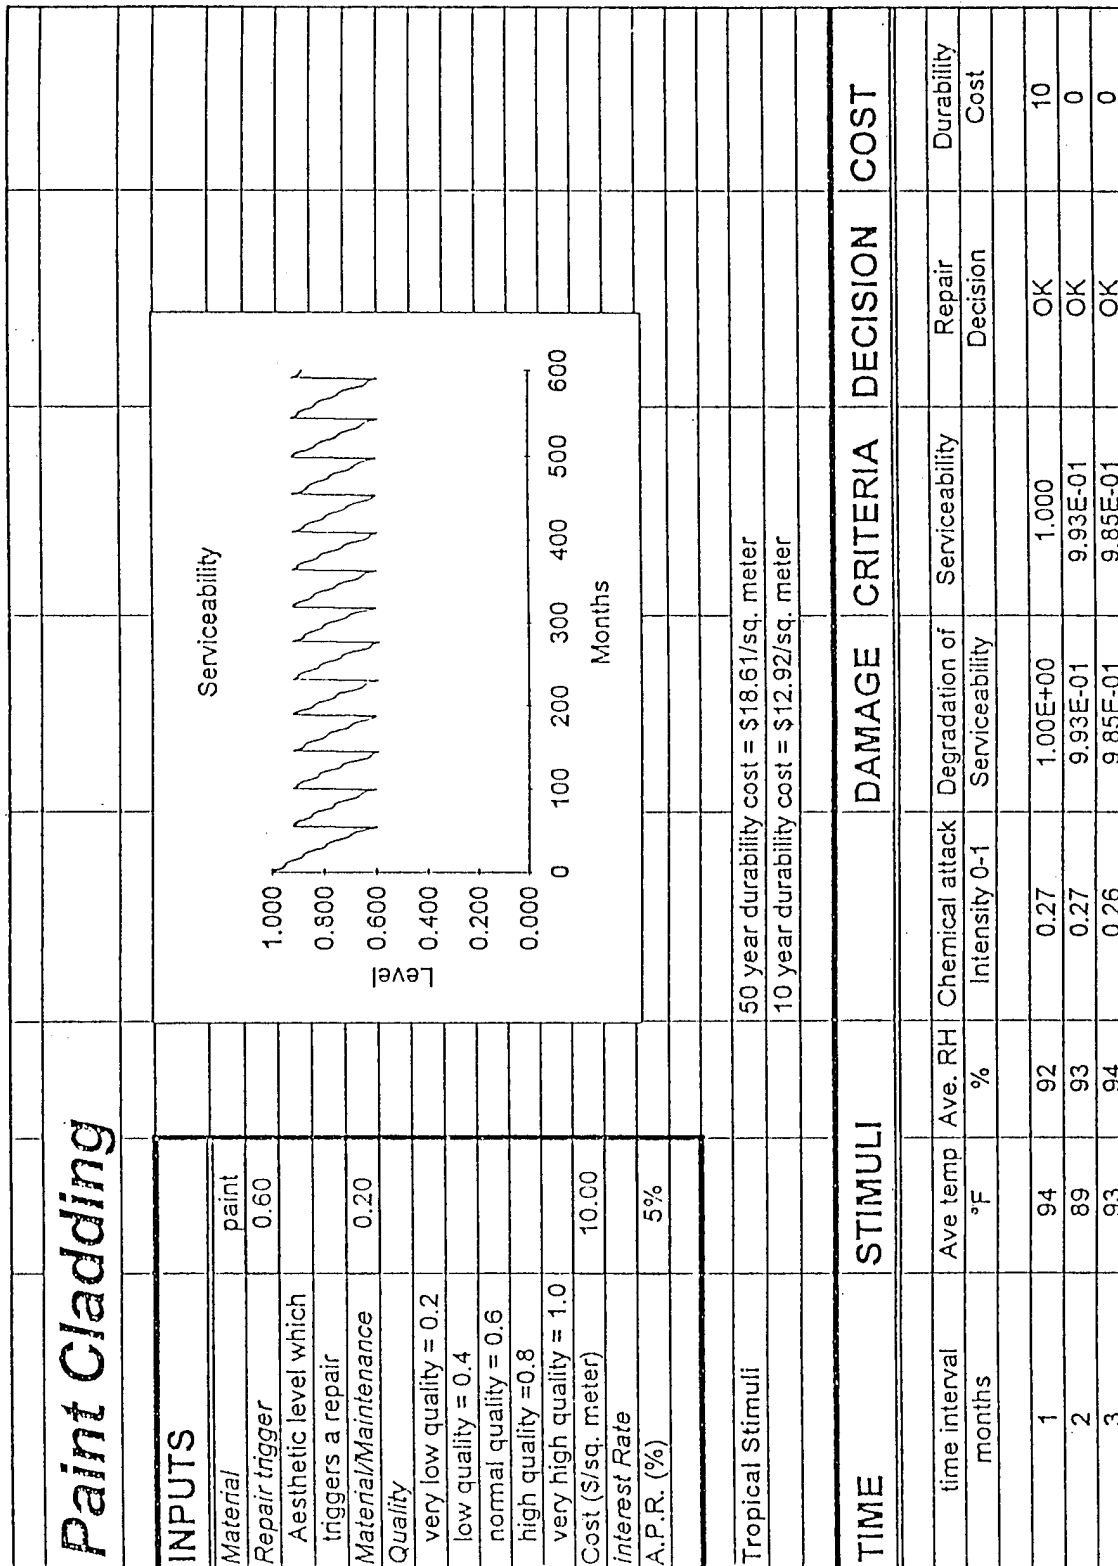 Paint Cladding
INPUTS
Material paint
Repair trigger 0.60
Aesthetic level which
triggers a repair
Material/Maintenance 0.20
Quality
very low quality = 0.2
low quality = 0.4
normal quality = 0.6
high quality =0.8
very high quality = 1.0
Cost ($/sq. meter) 10.00
Interest Rate
A.P.R. (%) 5%
Serviceability
Level
1.000
0.800
0.600
0.400
0.200
0.000
0 100 200 300 400 500 600
Months
Tropical Stimuli 50 year durability cost = $18.61/sq. meter
10 year durability cost = $12.92/sq. meter
TIME STIMULI DAMAGE CRITERIA DECISION COST
time interval Ave temp Ave. RH Chemical attack Degradation of Serviceability Repair Durability
months °F % Intensity 0-1 Serviceability Decision Cost
1 94 92 0.27 1.00E+00 1.000 OK 10
2 89 93 0.27 9.93E-01 9.93E-01 OK 0
3 93 94 0.26 9.85E-01 9.85E-01 OK 0